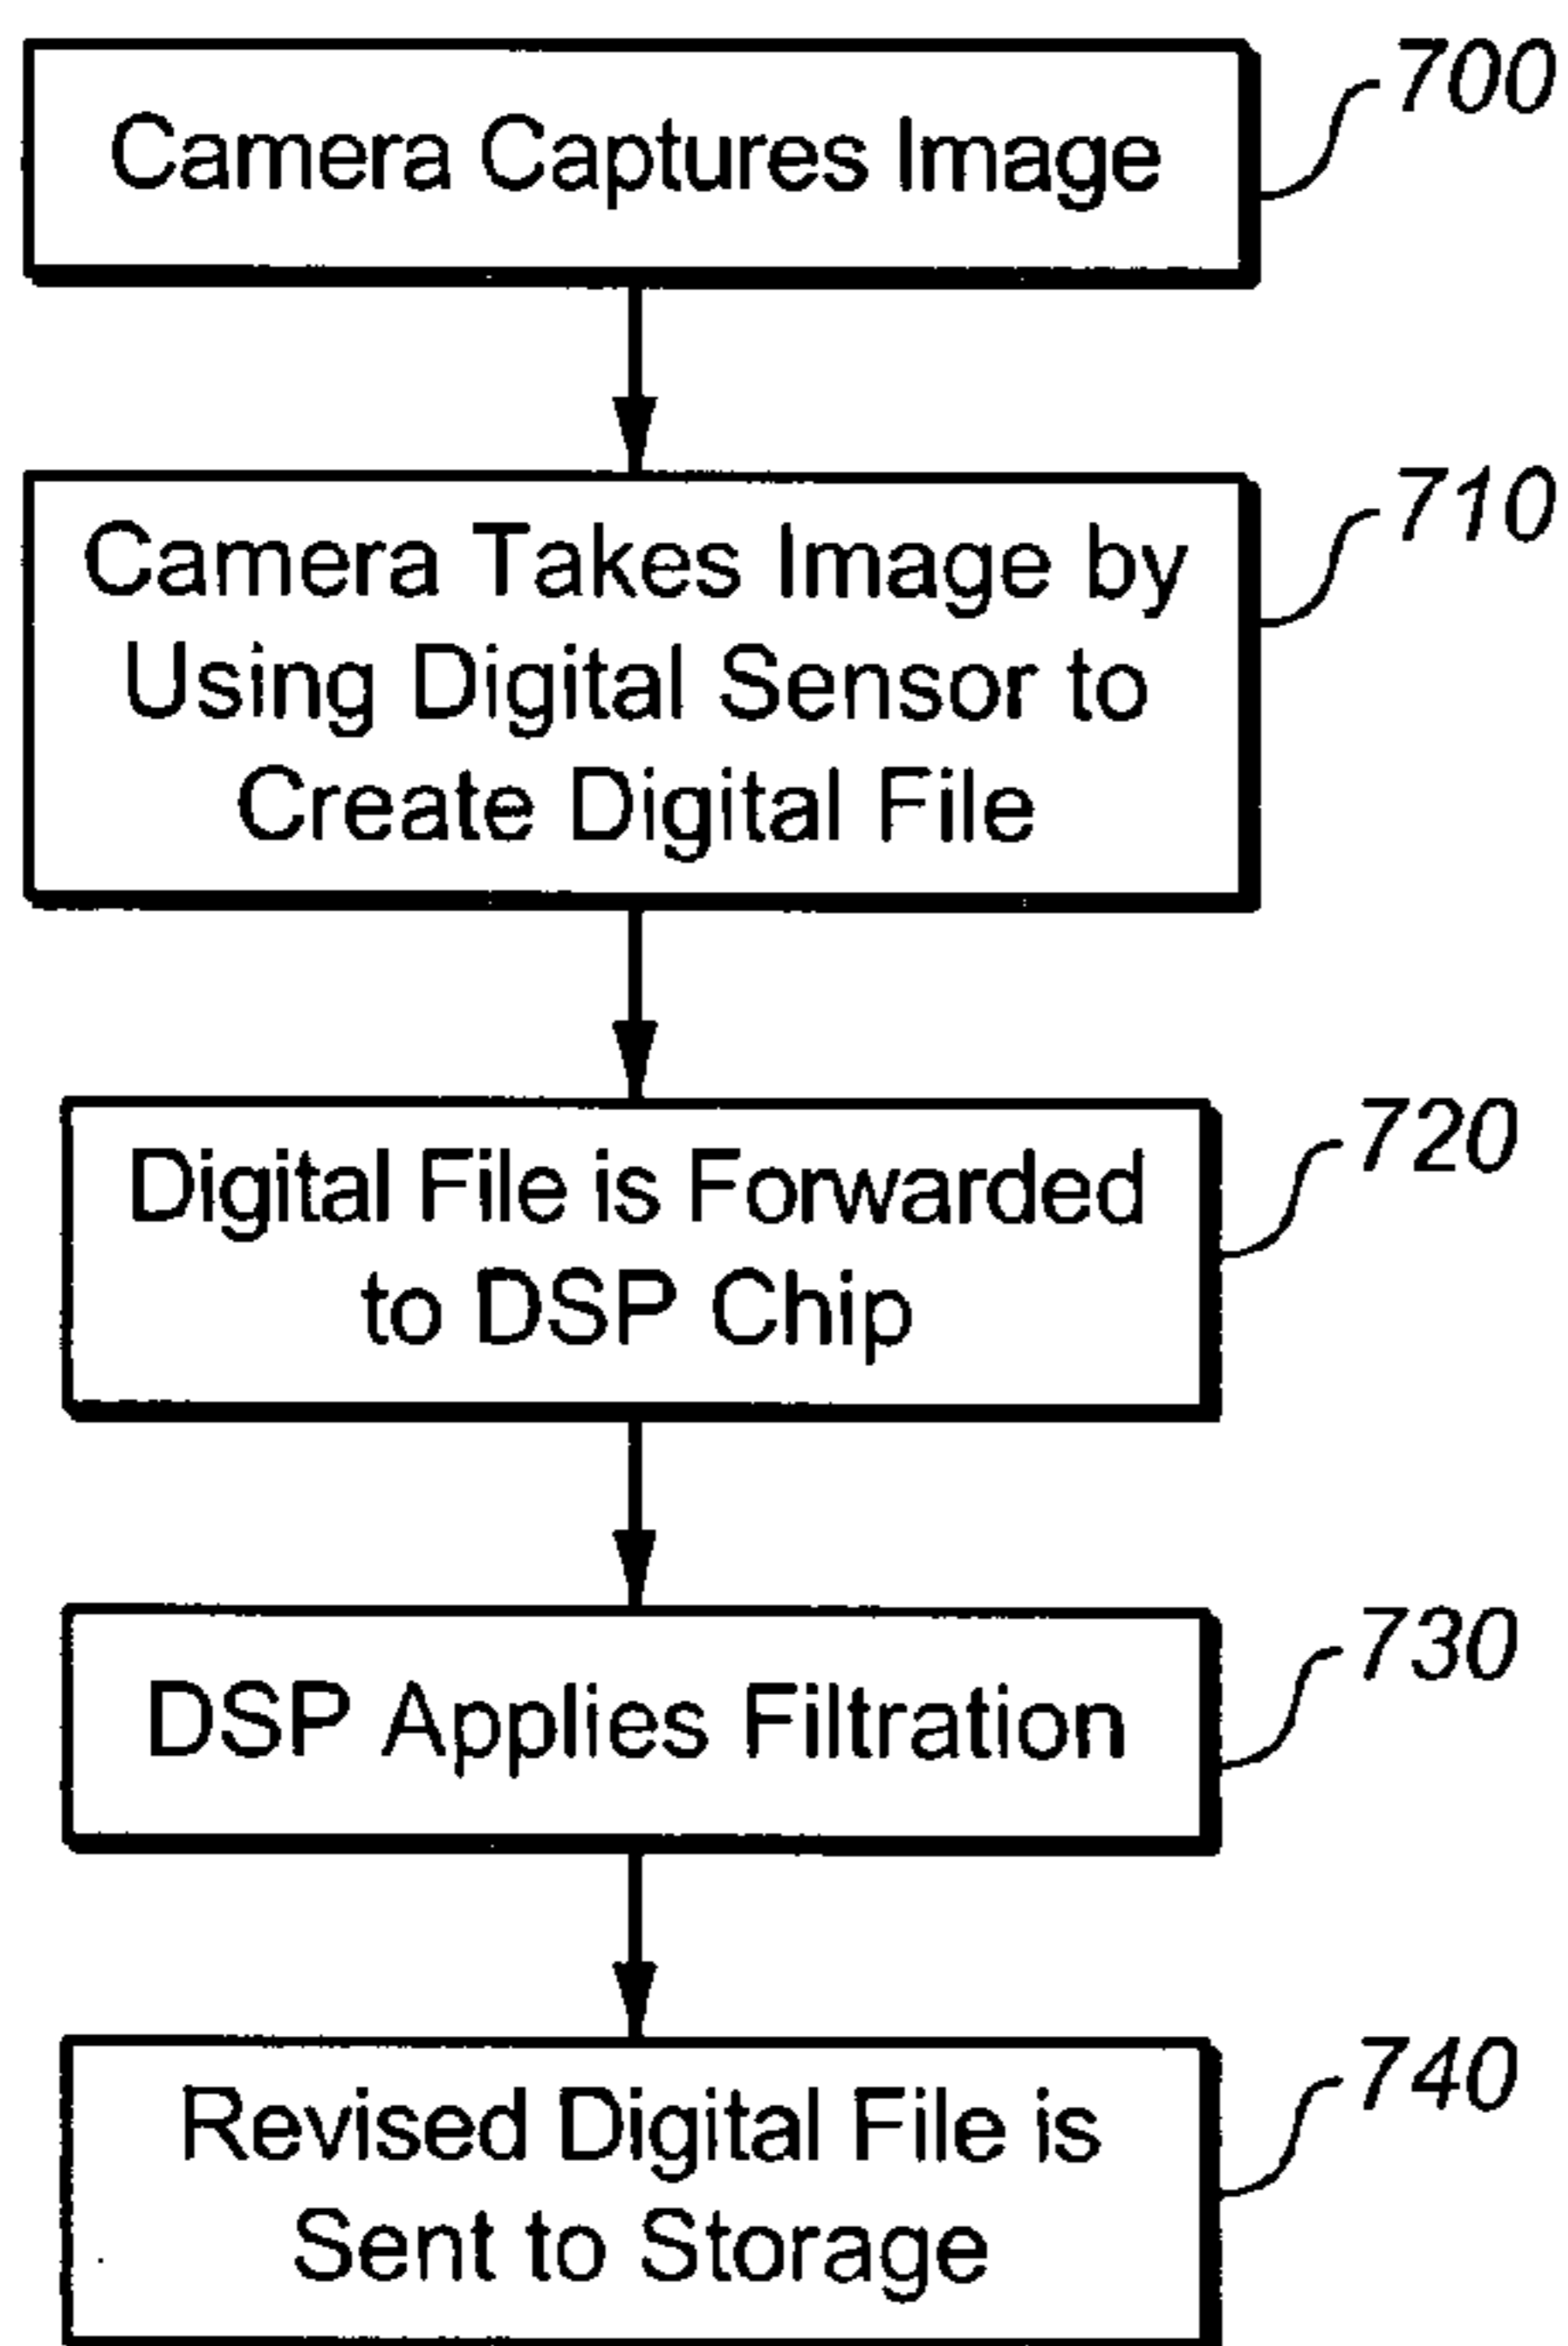 Camera Captures Image
700
Camera Takes Image by
Using Digital Sensor to
Create Digital File
710
Digital File is Forwarded
to DSP Chip
720
DSP Applies Filtration
730
Revised Digital File is
Sent to Storage
740